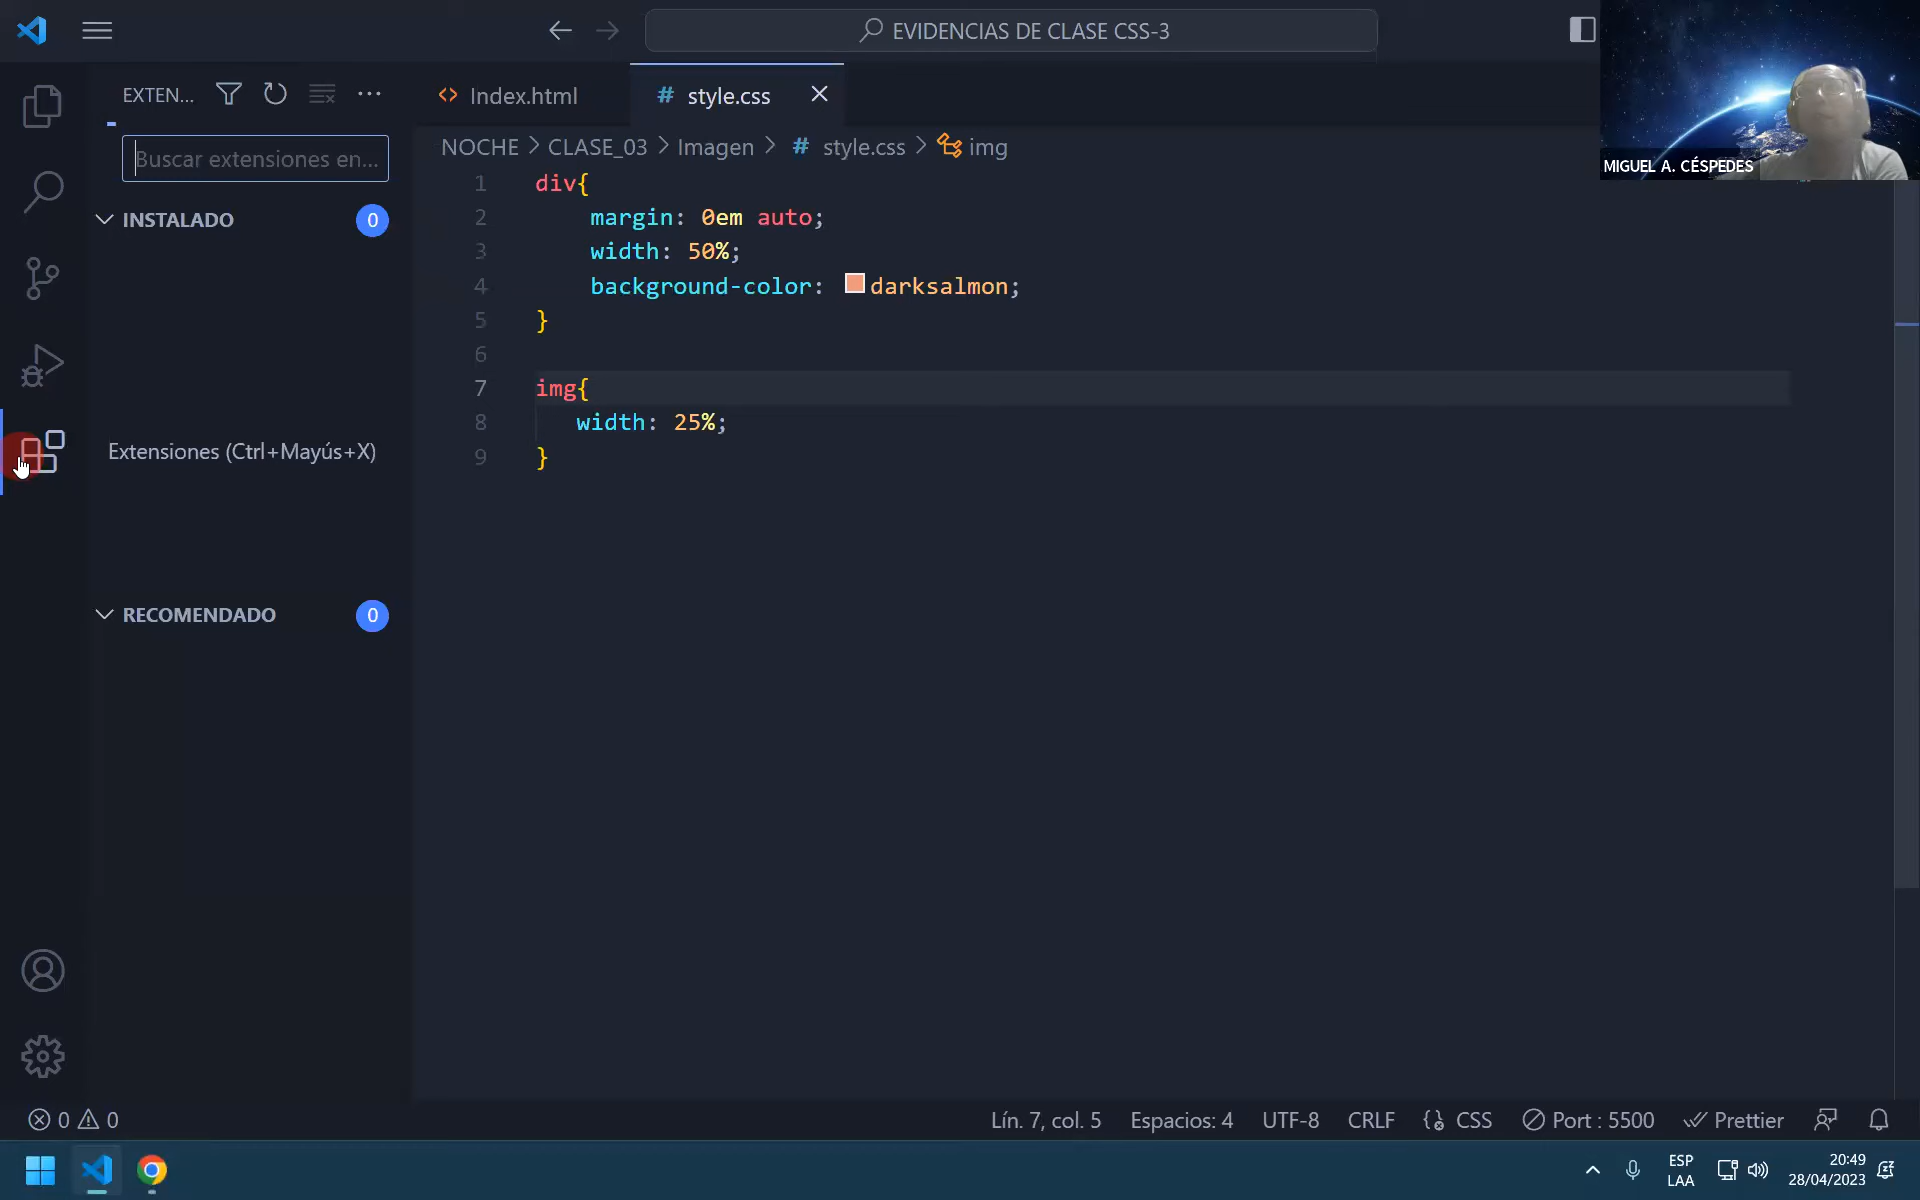 EVIDENCIAS DE CLASE CSS-3
MIGUEL A. CÉSPEDES
EXTEN...
Buscar extensiones en...
INSTALADO 0
Extensiones (Ctrl+Mayús+X)
RECOMENDADO 0
<> Index.html
# style.css
NOCHE > CLASE_03 > Imagen > # style.css > img
1 div{
2 margin: 0em auto;
3 width: 50%;
4 background-color: darksalmon;
5 }
6
7 img{
8 width: 25%;
9 }
0 0
Lín. 7, col. 5
Espacios: 4
UTF-8
CRLF
CSS
Port : 5500
Prettier
ESP
LAA
20:49
28/04/2023